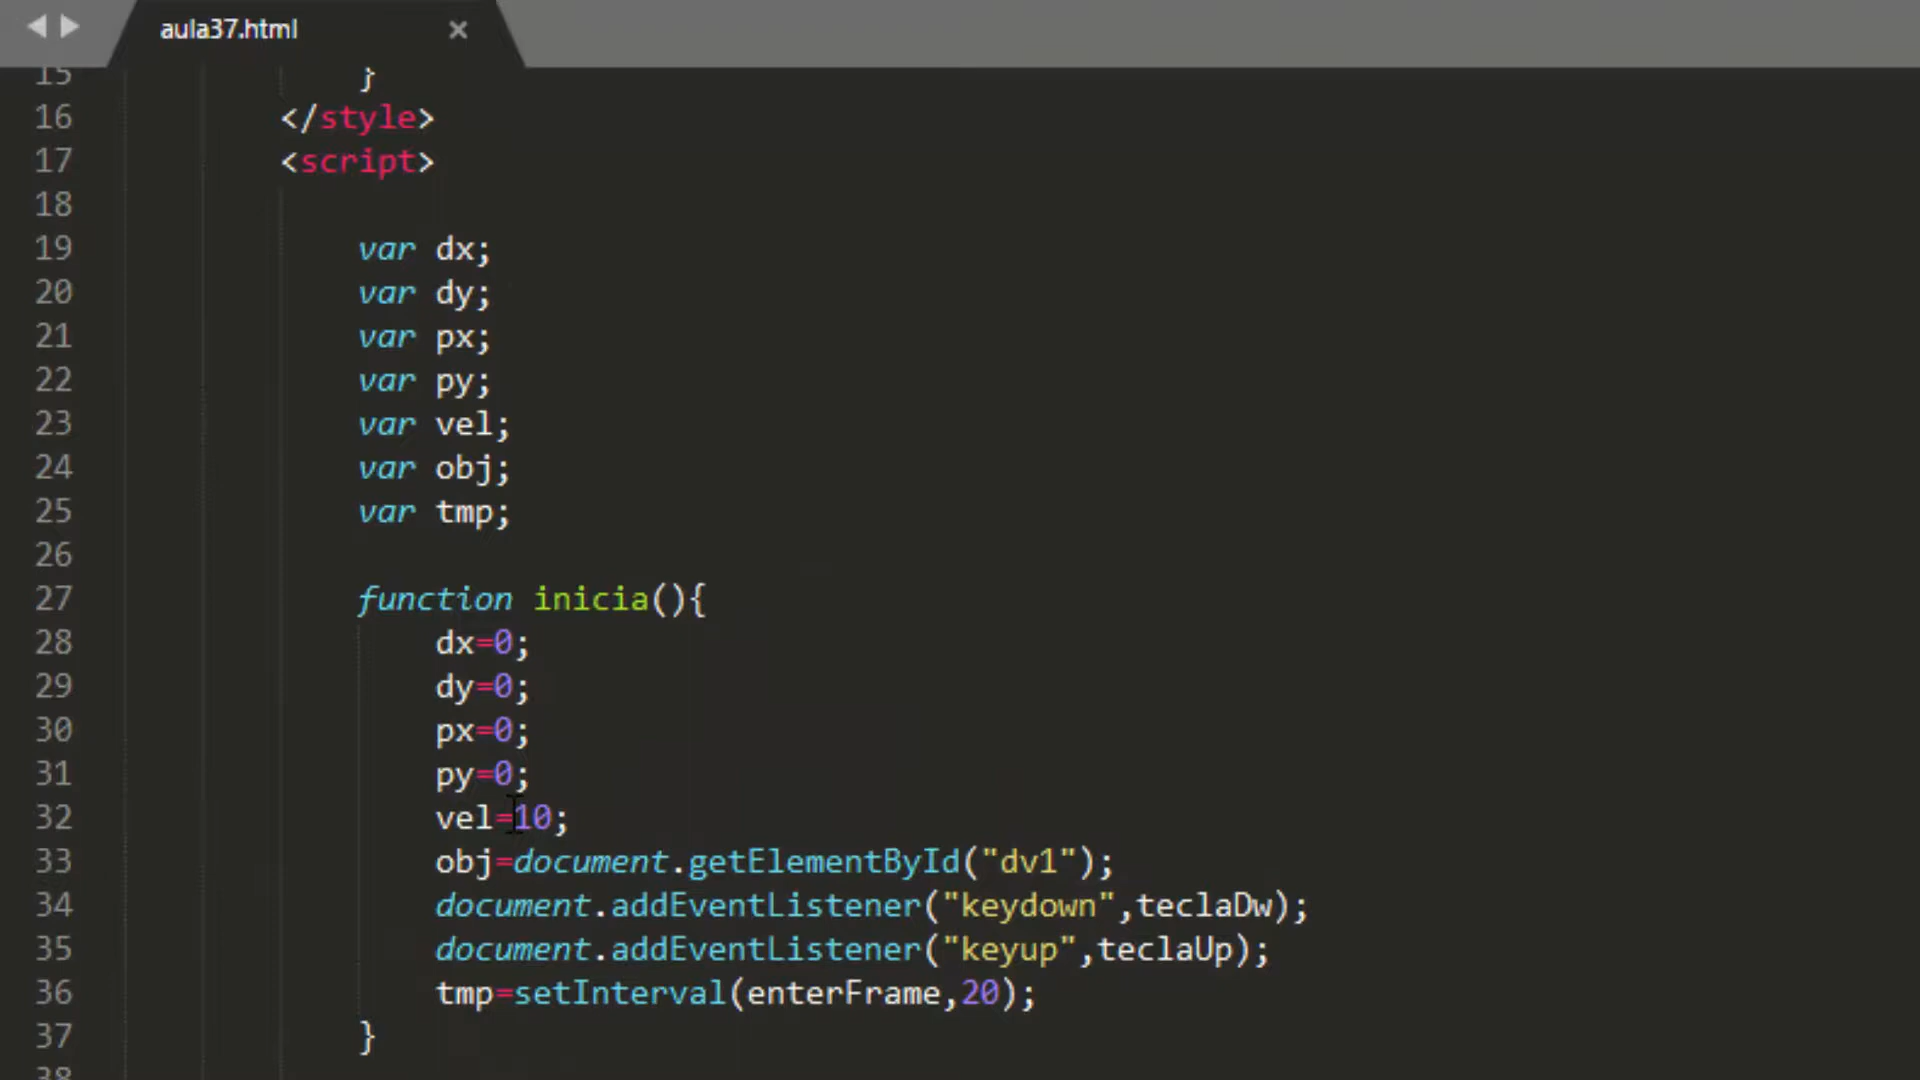 aula37.html
15 }
16 </style>
17 <script>
18
19 var dx;
20 var dy;
21 var px;
22 var py;
23 var vel;
24 var obj;
25 var tmp;
26
27 function inicia(){
28 dx=0;
29 dy=0;
30 px=0;
31 py=0;
32 vel=10;
33 obj=document.getElementById("dv1");
34 document.addEventListener("keydown",teclaDw);
35 document.addEventListener("keyup",teclaUp);
36 tmp=setInterval(enterFrame,20);
37 }
38